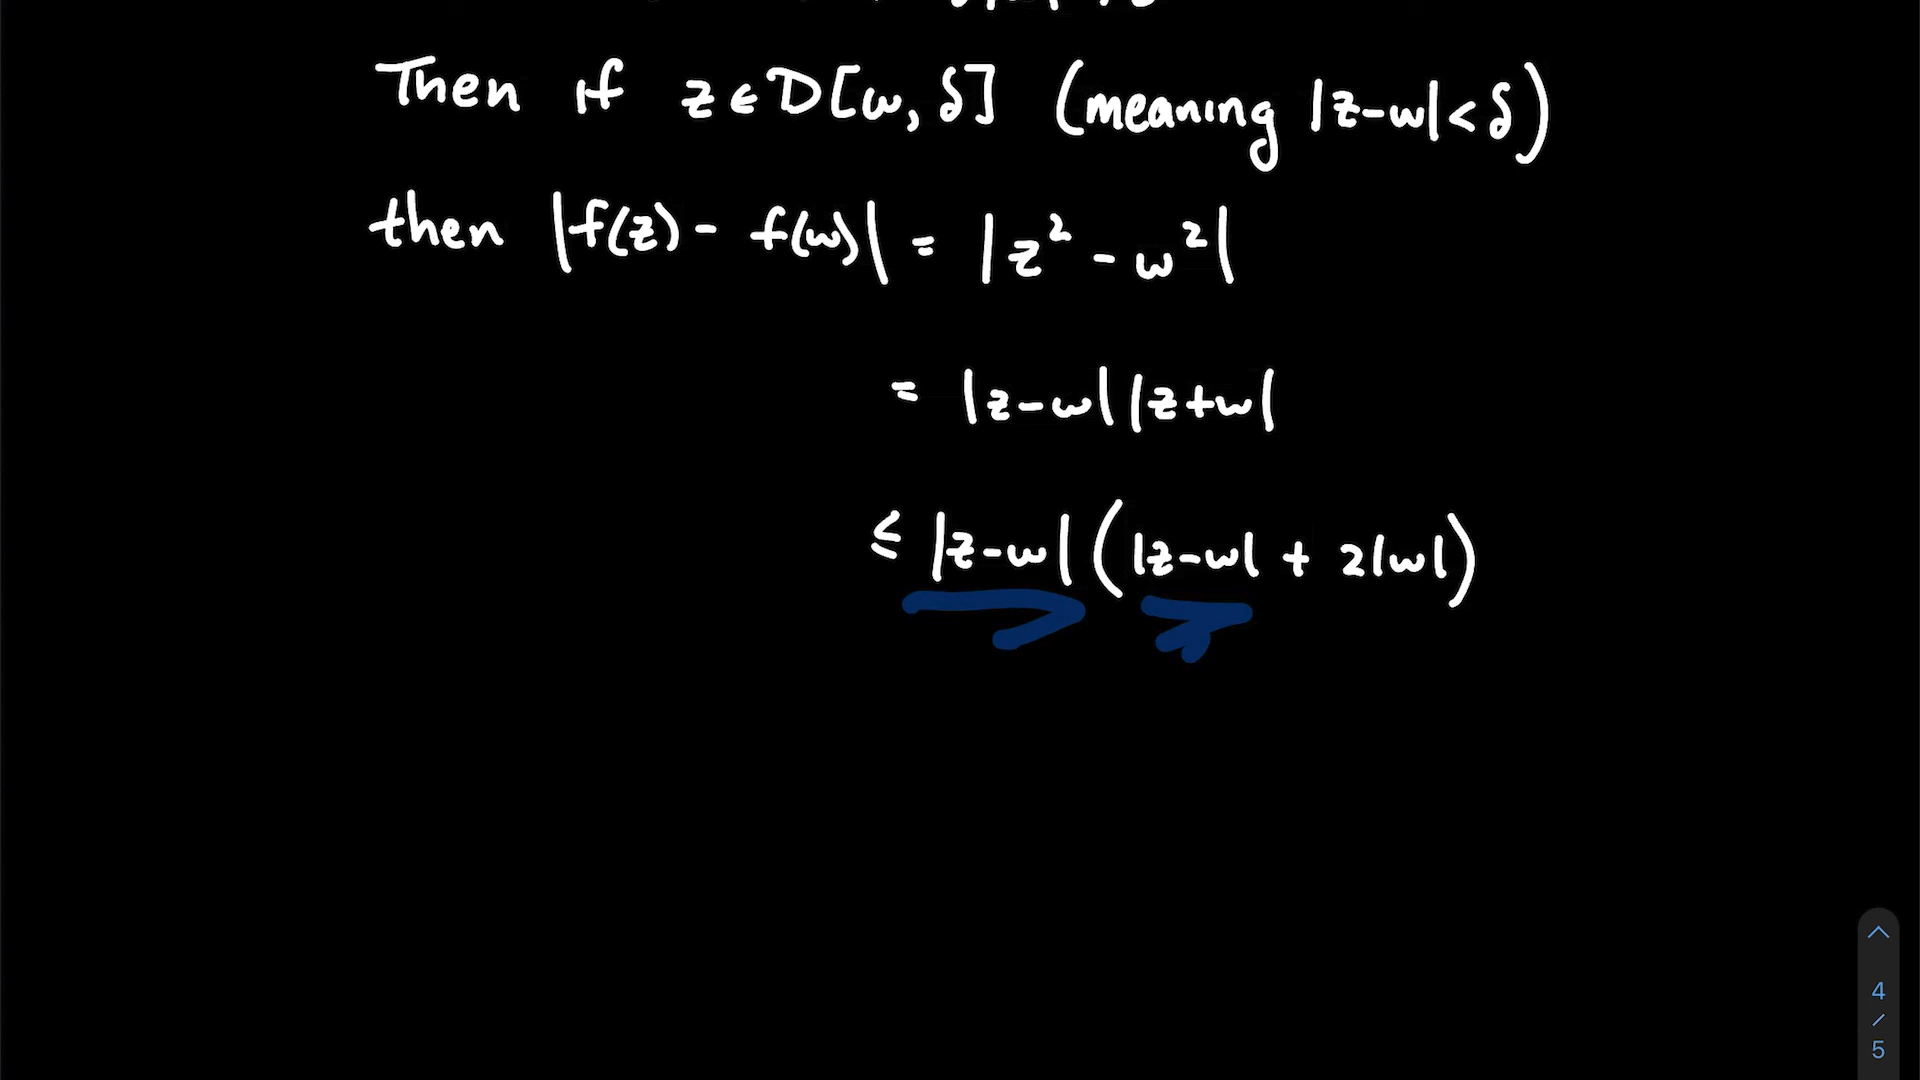 Then if z∈D[w, δ] (meaning |z-w|<δ)
then |f(z) - f(w)| = |z² - w²|
= |z-w||z+w|
≤ |z-w|(|z-w| + 2|w|)
4
/
5